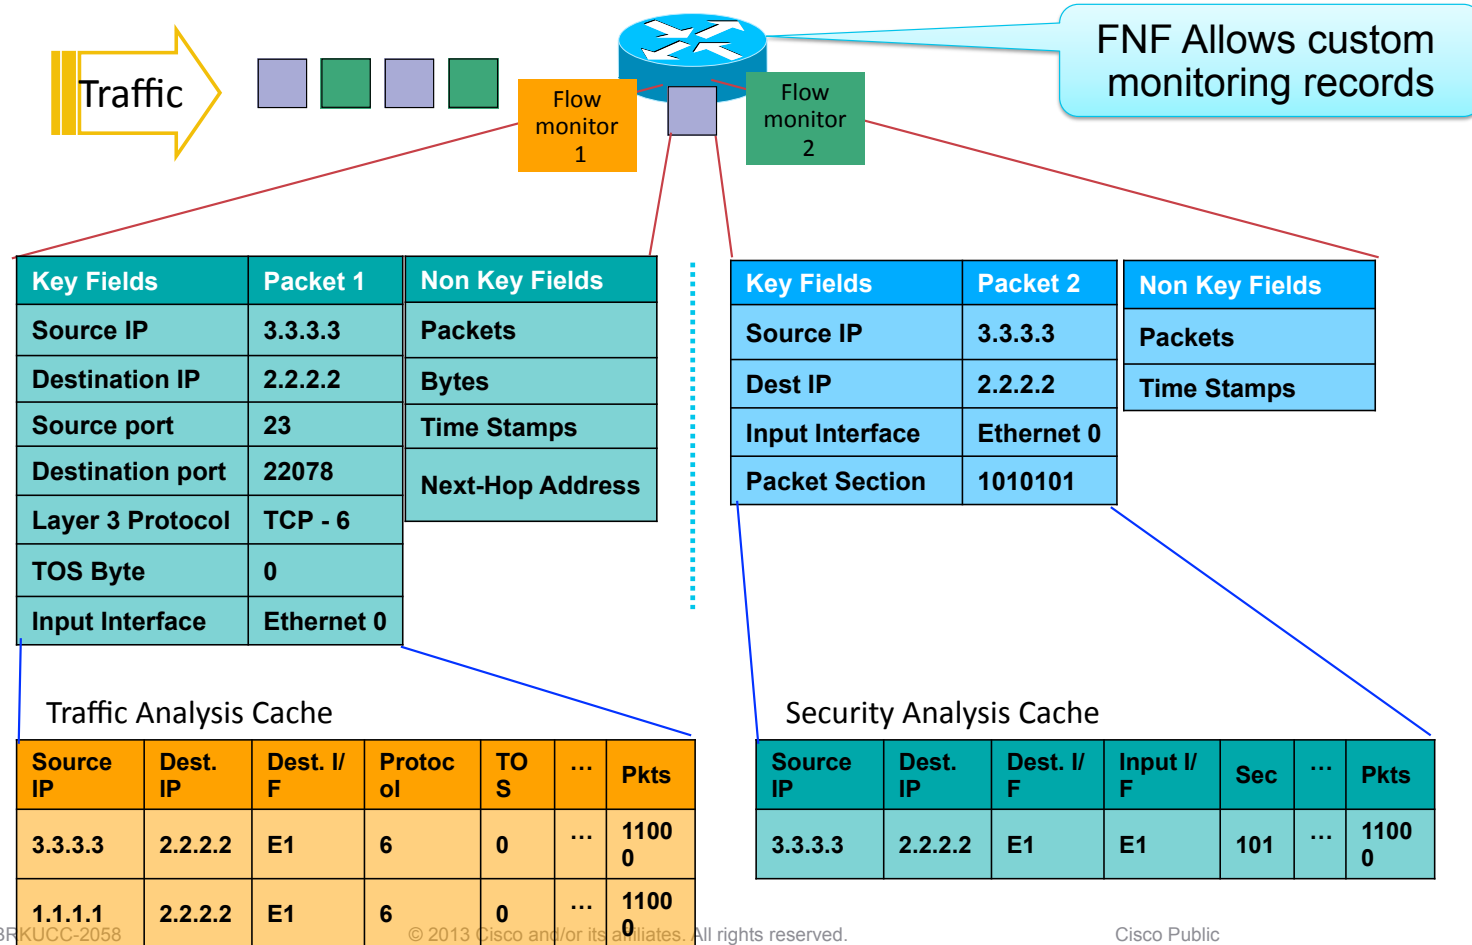 Traffic
Flow
monitor
1
Flow
monitor
2
FNF Allows custom
monitoring records
Key Fields Packet 1 Non Key Fields
Source IP 3.3.3.3 Packets
Destination IP 2.2.2.2 Bytes
Source port 23 Time Stamps
Destination port 22078 Next-Hop Address
Layer 3 Protocol TCP - 6
TOS Byte 0
Input Interface Ethernet 0
Key Fields Packet 2 Non Key Fields
Source IP 3.3.3.3 Packets
Dest IP 2.2.2.2 Time Stamps
Input Interface Ethernet 0
Packet Section 1010101
Traffic Analysis Cache
Source Dest. Dest. I/ Protoc TO ... Pkts
IP IP F ol S
3.3.3.3 2.2.2.2 E1 6 0 ... 1100
0
1.1.1.1 2.2.2.2 E1 6 0 ... 1100
0
Security Analysis Cache
Source Dest. Dest. I/ Input I/ Sec ... Pkts
IP IP F F
3.3.3.3 2.2.2.2 E1 E1 101 ... 1100
0
BRKUCC-2058 © 2013 Cisco and/or its affiliates. All rights reserved. Cisco Public